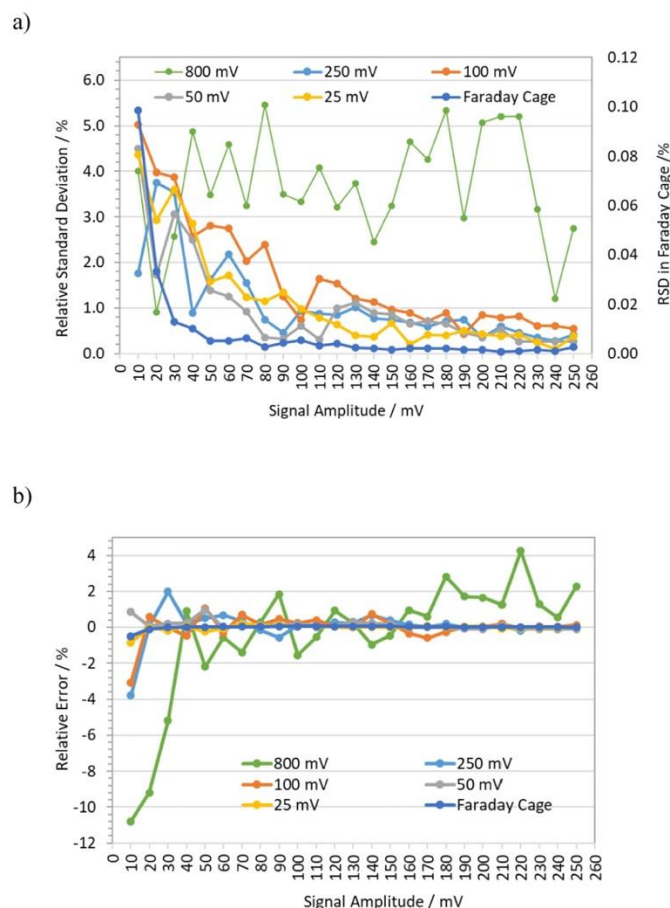 a)
800 mV 250 mV 100 mV
50 mV 25 mV Faraday Cage
Relative Standard Deviation / %
6.0
5.0
4.0
3.0
2.0
1.0
0.0
RSD in Faraday Cage /%
0.12
0.10
0.08
0.06
0.04
0.02
0.00
0 10 20 30 40 50 60 70 80 90 100 110 120 130 140 150 160 170 180 190 200 210 220 230 240 250 260
Signal Amplitude / mV
b)
Relative Error / %
4
2
0
-2
-4
-6
-8
-10
-12
800 mV 250 mV
100 mV 50 mV
25 mV Faraday Cage
0 10 20 30 40 50 60 70 80 90 100 110 120 130 140 150 160 170 180 190 200 210 220 230 240 250 260
Signal Amplitude / mV